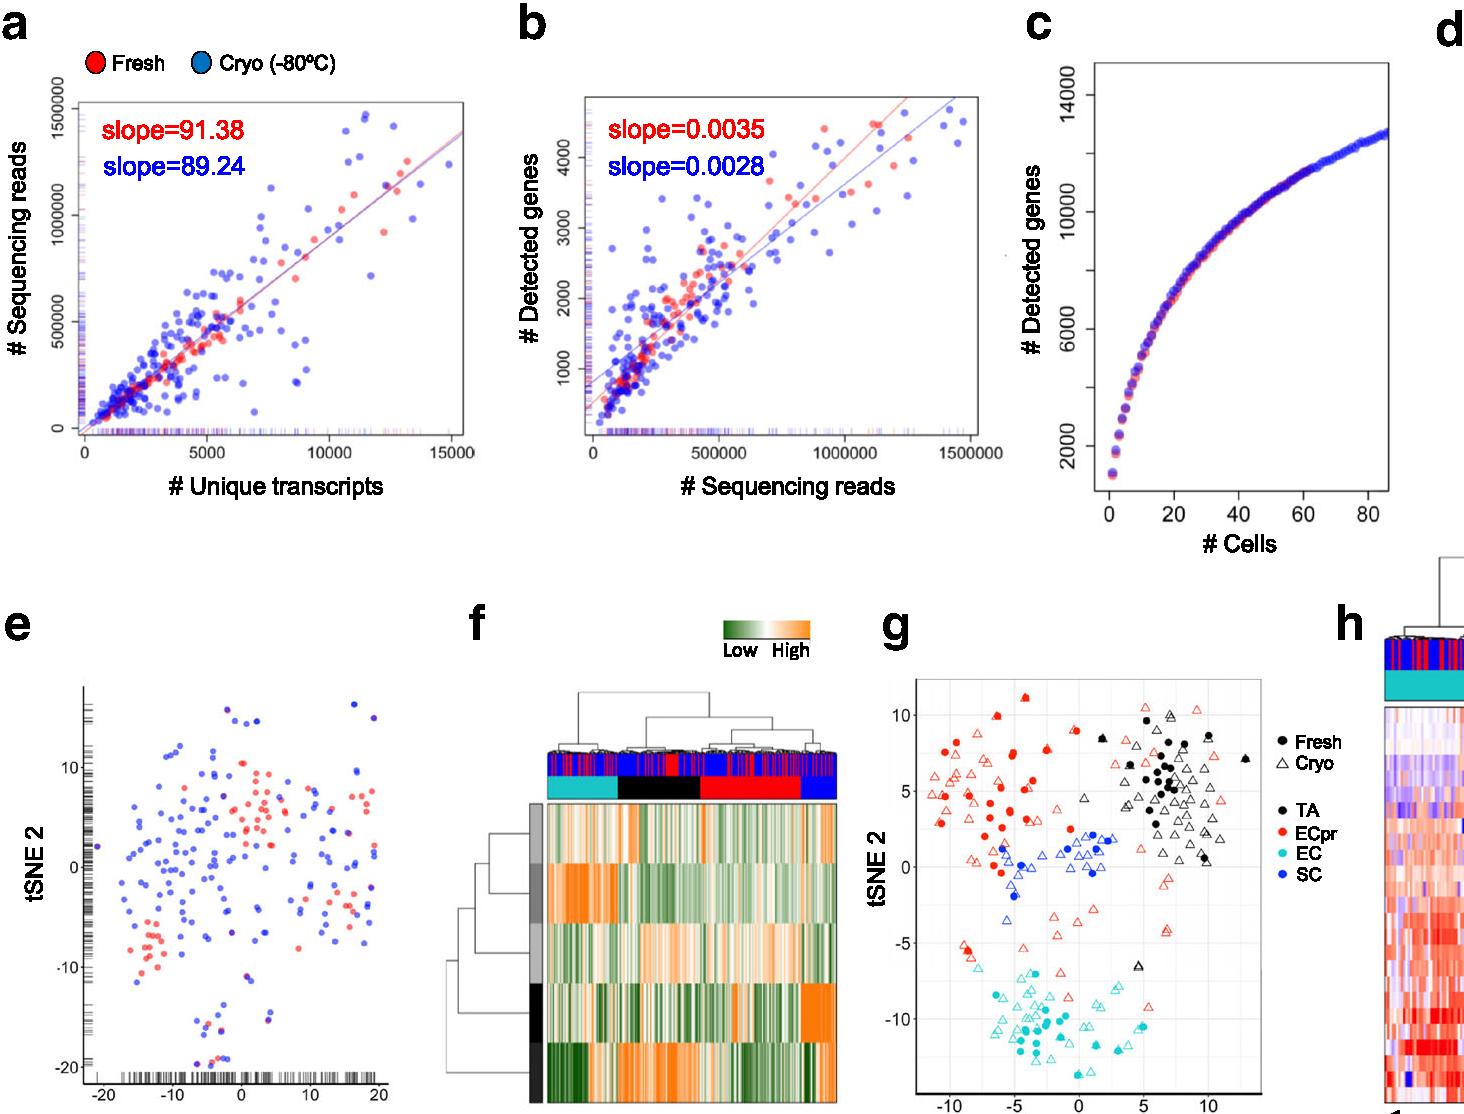 a
Fresh
Cryo (-80ºC)
slope=91.38
slope=89.24
# Sequencing reads
0
500000
1000000
1500000
0
5000
10000
15000
# Unique transcripts
b
slope=0.0035
slope=0.0028
# Detected genes
1000
2000
3000
4000
0
500000
1000000
1500000
# Sequencing reads
c
# Detected genes
2000
6000
10000
14000
0
20
40
60
80
# Cells
d
e
tSNE 2
10
0
-10
-20
-20
-10
0
10
20
f
Low
High
g
tSNE 2
10
5
0
-5
-10
-10
-5
0
5
10
Fresh
Cryo
TA
ECpr
EC
SC
h